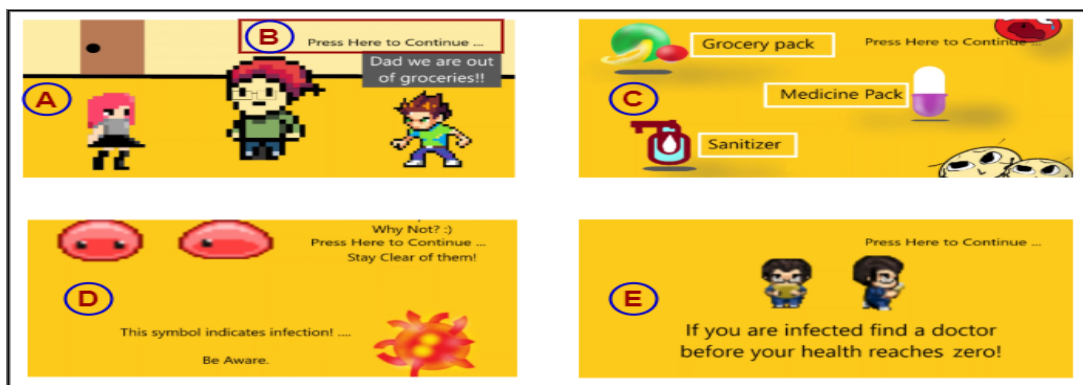 B
Press Here to Continue ...
Dad we are out
of groceries!!
A
Grocery pack
Press Here to Continue ...
C
Medicine Pack
Sanitizer
Why Not? :)
Press Here to Continue ...
Stay Clear of them!
D
This symbol indicates infection! ....
Be Aware.
Press Here to Continue ...
E
If you are infected find a doctor
before your health reaches zero!